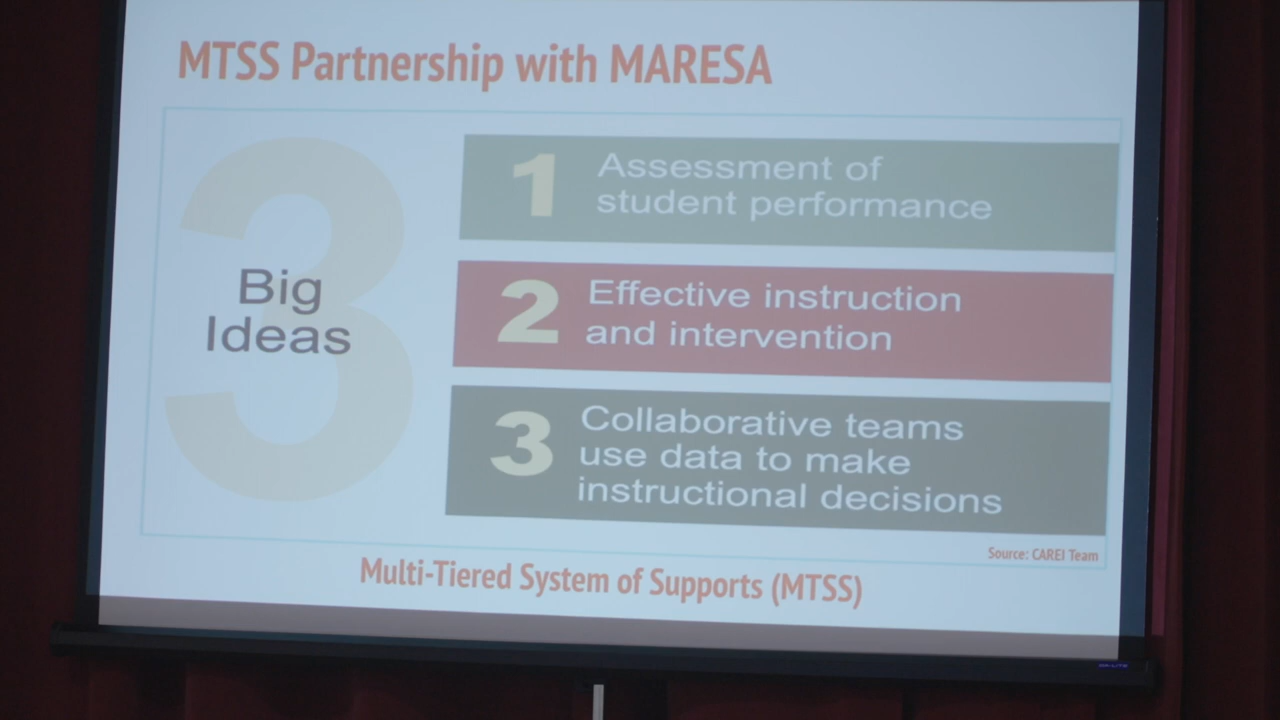 MTSS Partnership with MARESA
3
Big
Ideas
1
Assessment of
student performance
2
Effective instruction
and intervention
3
Collaborative teams
use data to make
instructional decisions
Source: CAREI Team
Multi-Tiered System of Supports (MTSS)